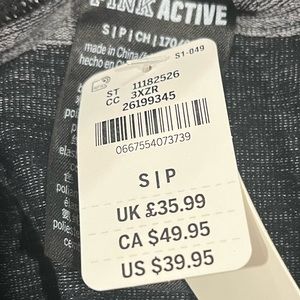 PINK ACTIVE
S|P|CH|170/
made in China/
hecho en C
S1-049
ST 11182526
CC 3XZR
26199345
0667554073739
S|P
UK £35.99
CA $49.95
US $39.95